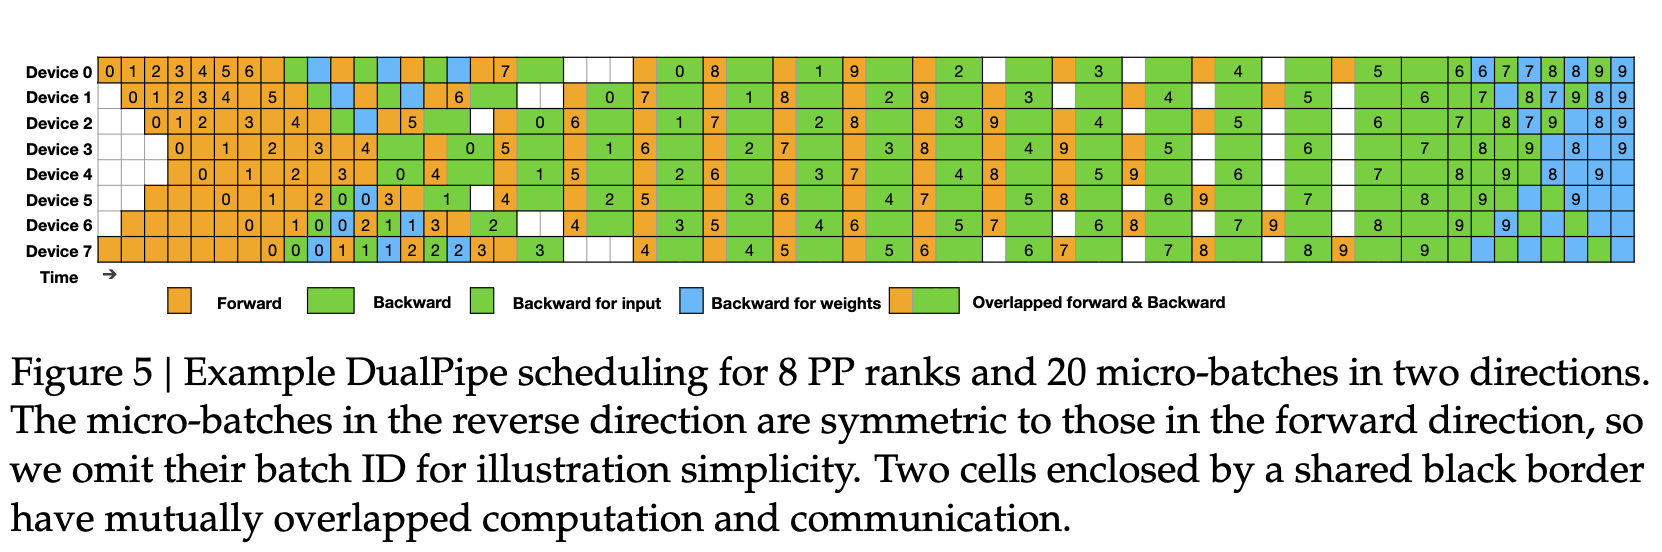 Device 0 0 1 2 3 4 5 6 7 0 8 1 9 2 3 4 5 6 6 7 7 8 8 9 9
Device 1 0 1 2 3 4 5 6 0 7 1 8 2 9 3 4 5 6 7 8 7 9 8 9
Device 2 0 1 2 3 4 5 0 6 1 7 2 8 3 9 4 5 6 7 8 7 9 8 9
Device 3 0 1 2 3 4 0 5 1 6 2 7 3 8 4 9 5 6 7 8 9 8 9
Device 4 0 1 2 3 0 4 1 5 2 6 3 7 4 8 5 9 6 7 8 9 8 9
Device 5 0 1 2 0 0 3 1 4 2 5 3 6 4 7 5 8 6 9 7 8 9 9
Device 6 0 1 0 0 2 1 1 3 2 4 3 5 4 6 5 7 6 8 7 9 8 9 9
Device 7 0 0 0 1 1 1 2 2 2 3 3 4 4 5 5 6 6 7 7 8 8 9 9
Time →
Forward Backward Backward for input Backward for weights Overlapped forward & Backward
Figure 5 | Example DualPipe scheduling for 8 PP ranks and 20 micro-batches in two directions.
The micro-batches in the reverse direction are symmetric to those in the forward direction, so
we omit their batch ID for illustration simplicity. Two cells enclosed by a shared black border
have mutually overlapped computation and communication.